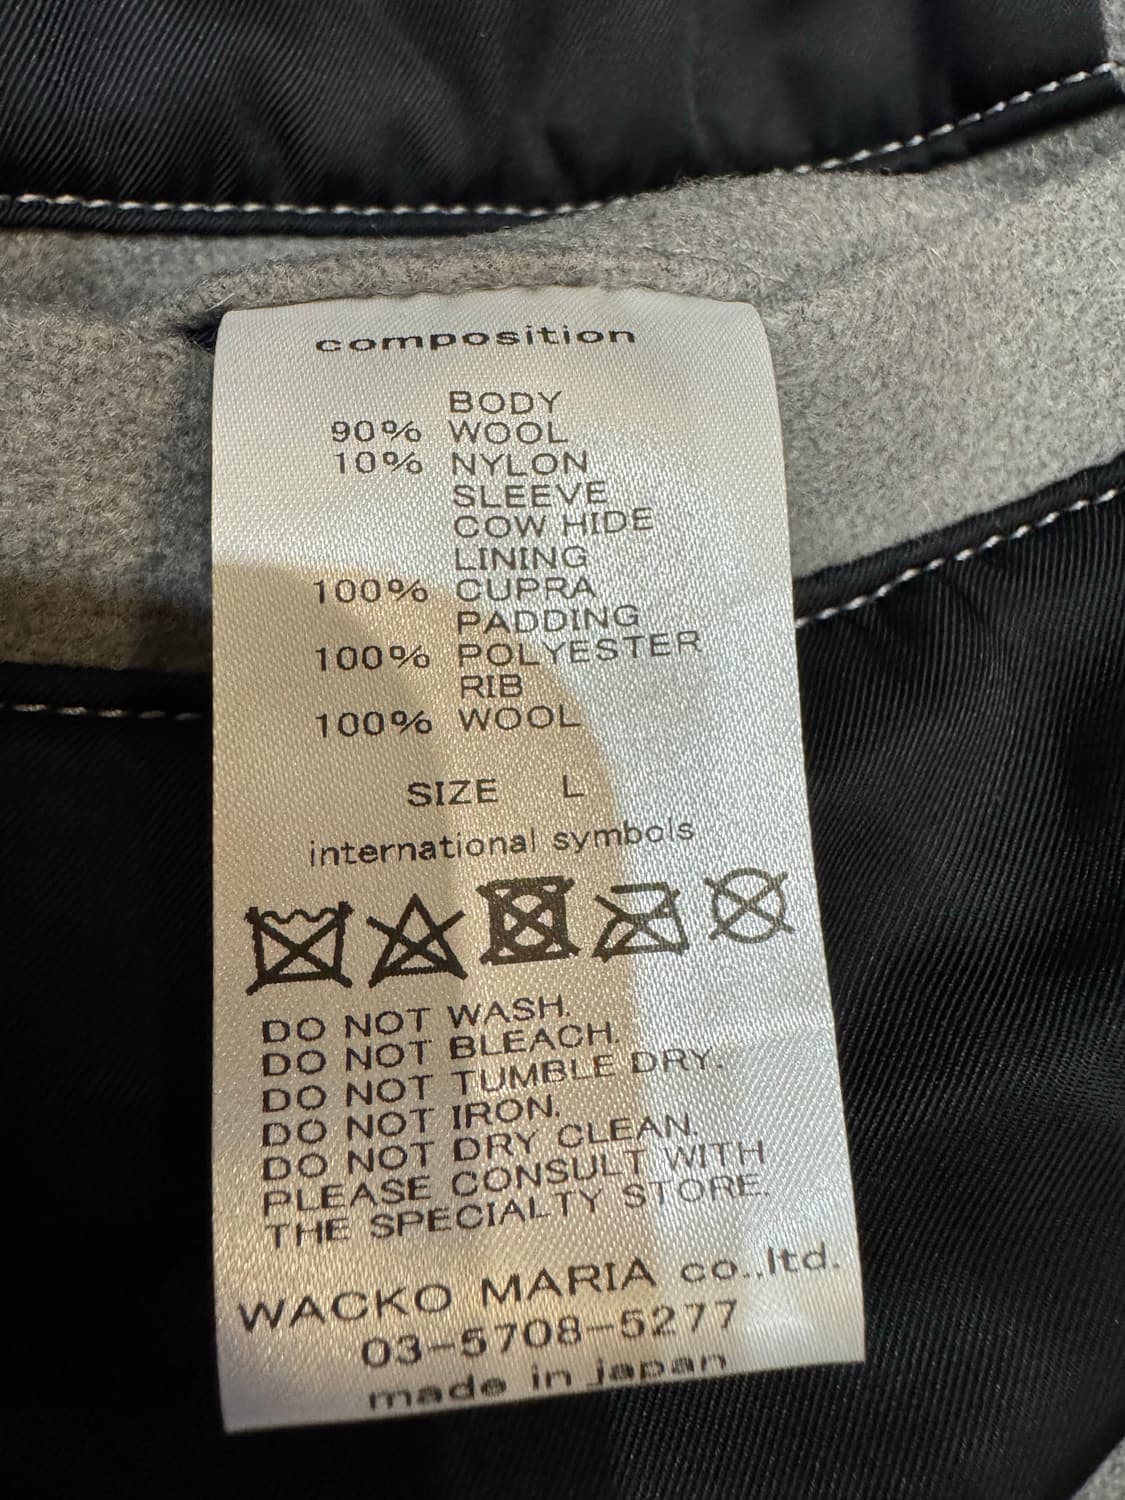 composition
BODY
90% WOOL
10% NYLON
SLEEVE
COW HIDE
LINING
100% CUPRA
PADDING
100% POLYESTER
RIB
100% WOOL
SIZE L
international symbols
DO NOT WASH.
DO NOT BLEACH.
DO NOT TUMBLE DRY.
DO NOT IRON.
DO NOT DRY CLEAN.
PLEASE CONSULT WITH
THE SPECIALTY STORE.
WACKO MARIA co.,ltd.
03-5708-5277
made in japan